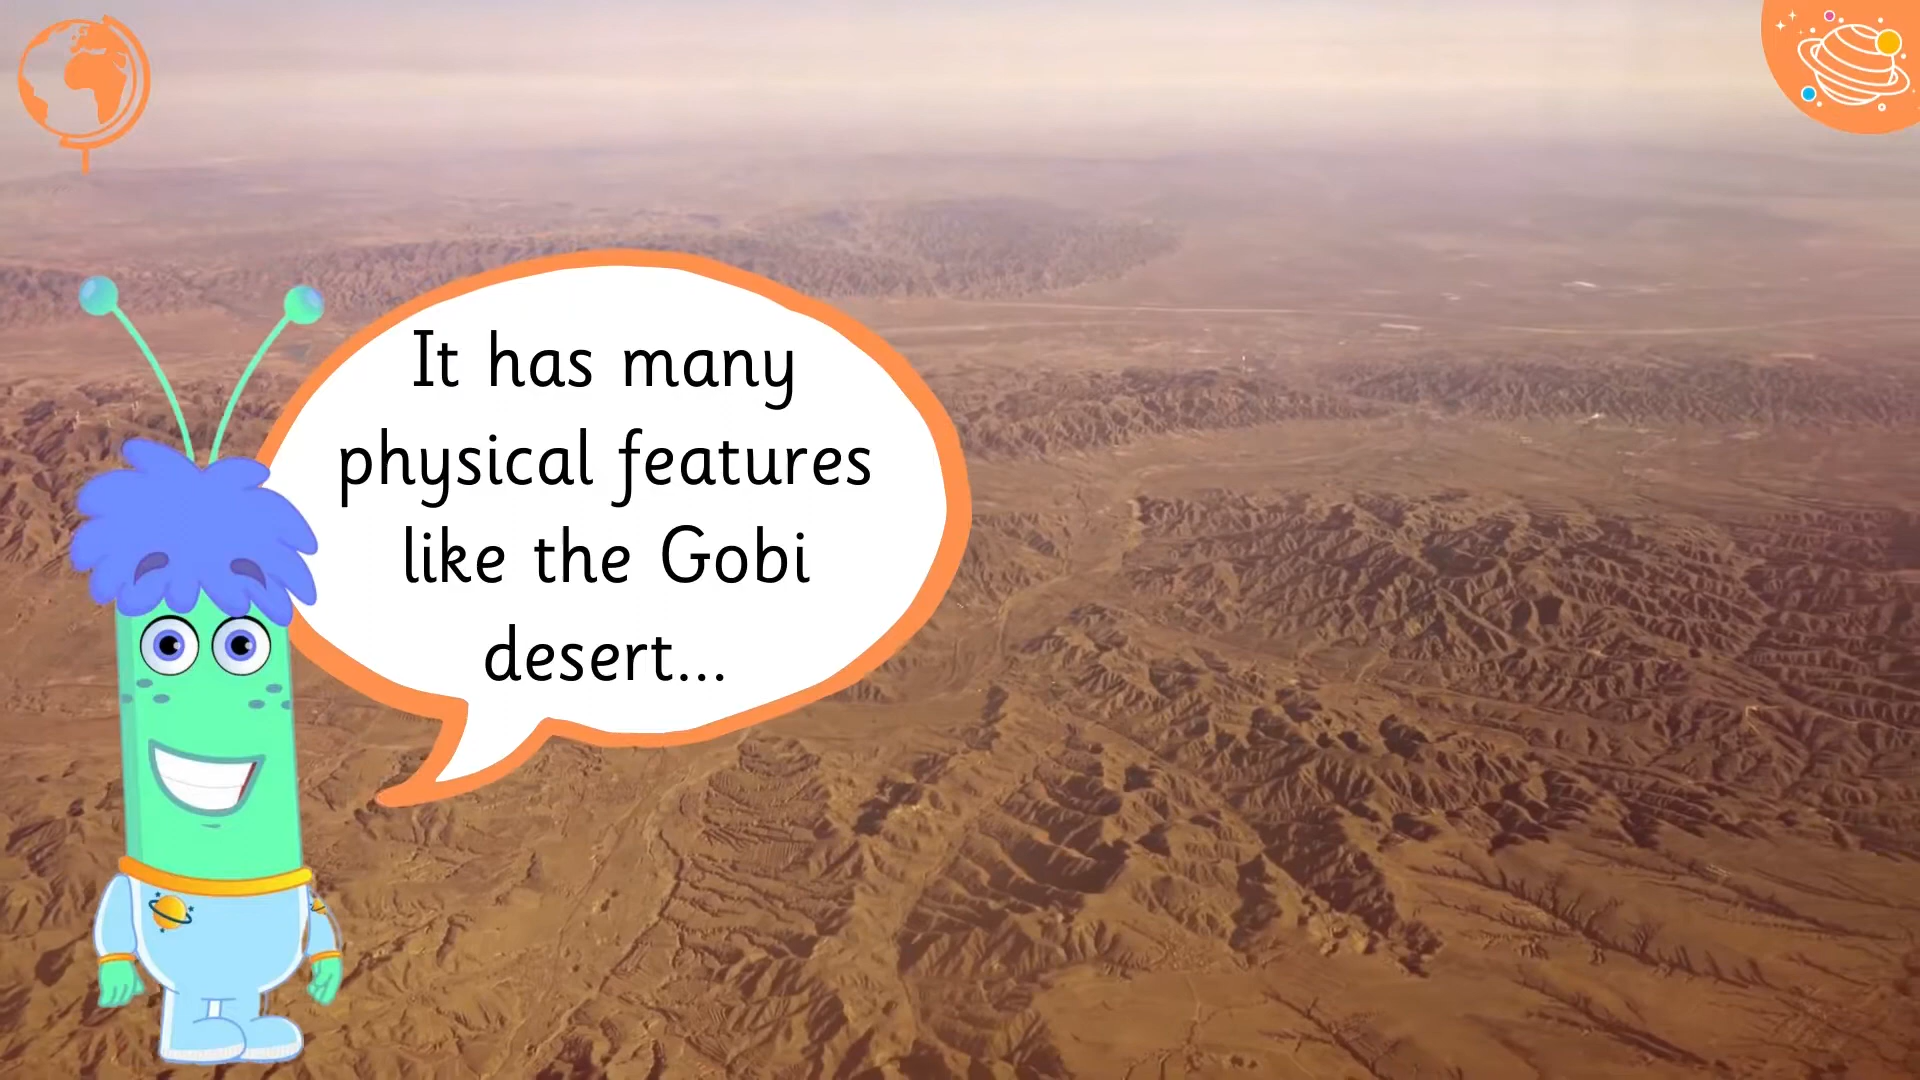 It has many
physical features
like the Gobi
desert...